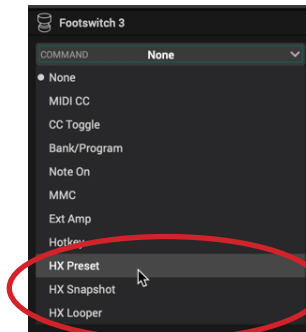 Footswitch 3
COMMAND None
None
MIDI CC
CC Toggle
Bank/Program
Note On
MMC
Ext Amp
Hotkey
HX Preset
HX Snapshot
HX Looper